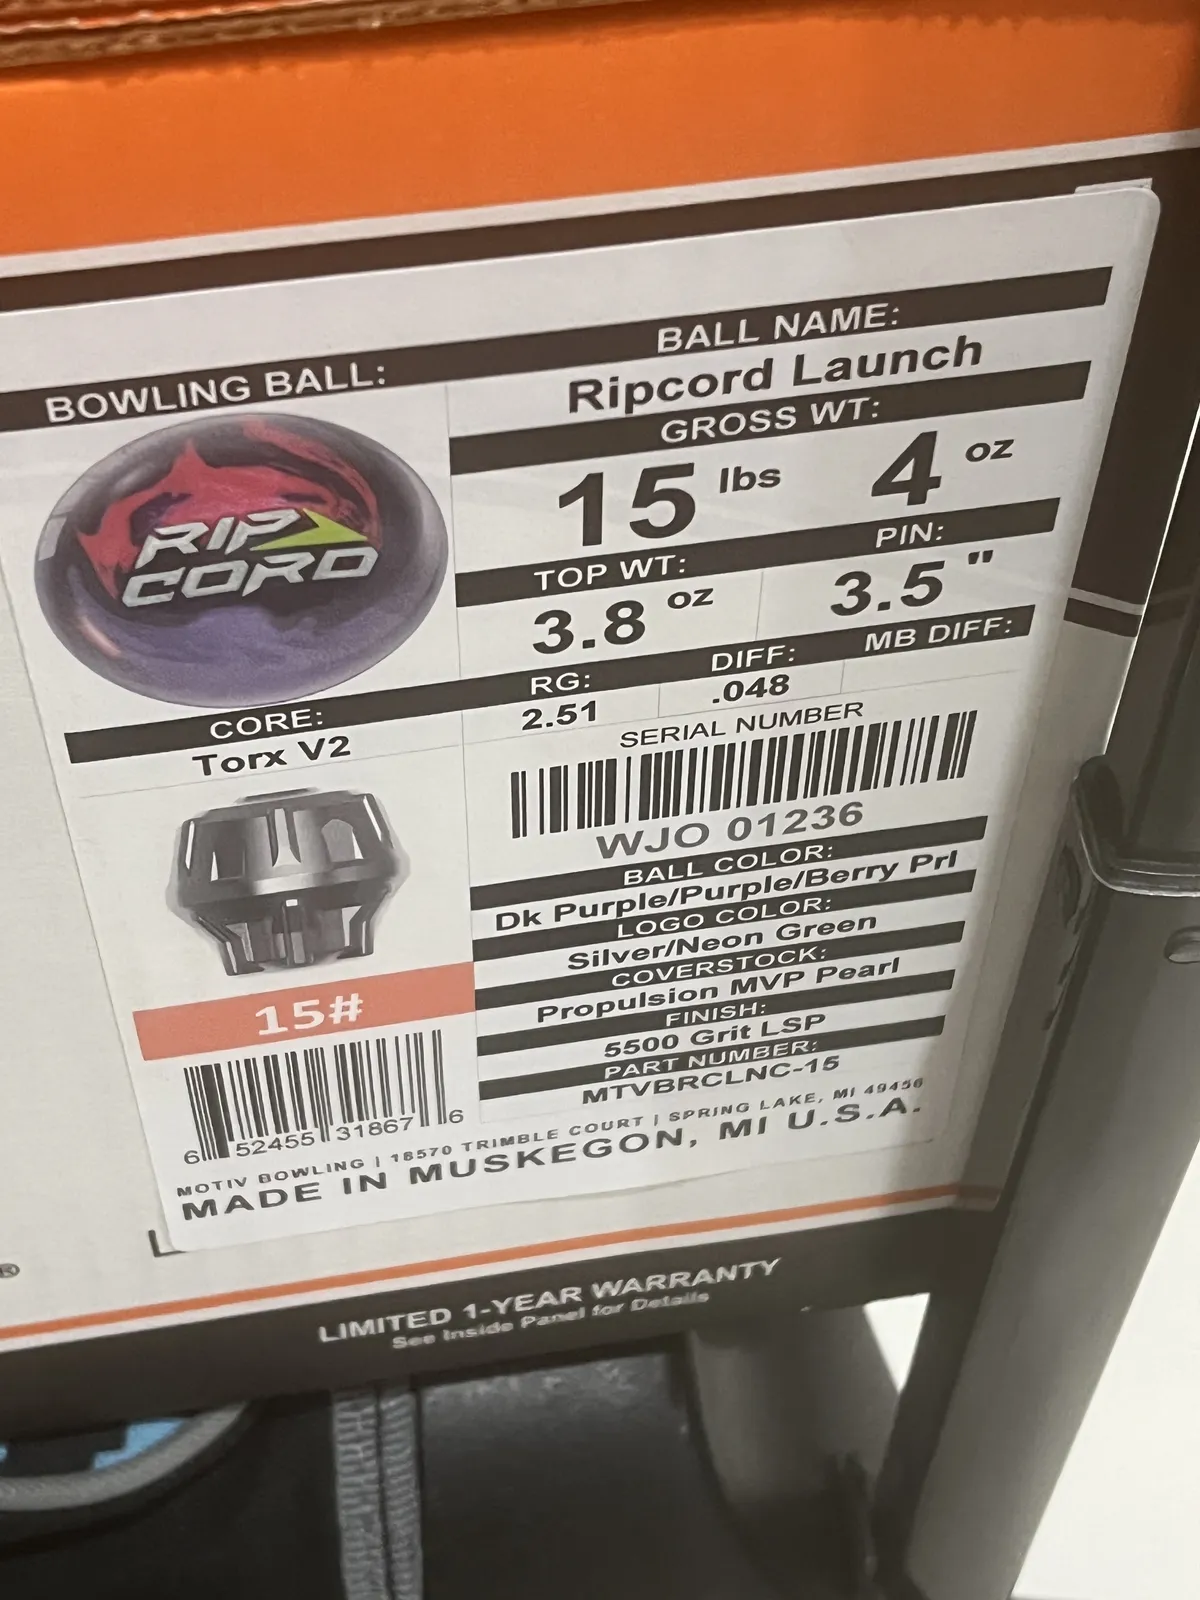 BOWLING BALL:
RIP
CORD
BALL NAME:
Ripcord Launch
GROSS WT:
15 lbs 4 oz
TOP WT:
3.8 oz
PIN:
3.5 "
RG:
2.51
DIFF:
.048
MB DIFF:
CORE:
Torx V2
SERIAL NUMBER
WJO 01236
BALL COLOR:
Dk Purple/Purple/Berry Prl
LOGO COLOR:
Silver/Neon Green
COVERSTOCK:
Propulsion MVP Pearl
FINISH:
5500 Grit LSP
PART NUMBER:
MTVBRCLNC-15
15#
6 52455 31867 6
MOTIV BOWLING | 18570 TRIMBLE COURT | SPRING LAKE, MI 49456
MADE IN MUSKEGON, MI U.S.A.
®
LIMITED 1-YEAR WARRANTY
See Inside Panel for Details